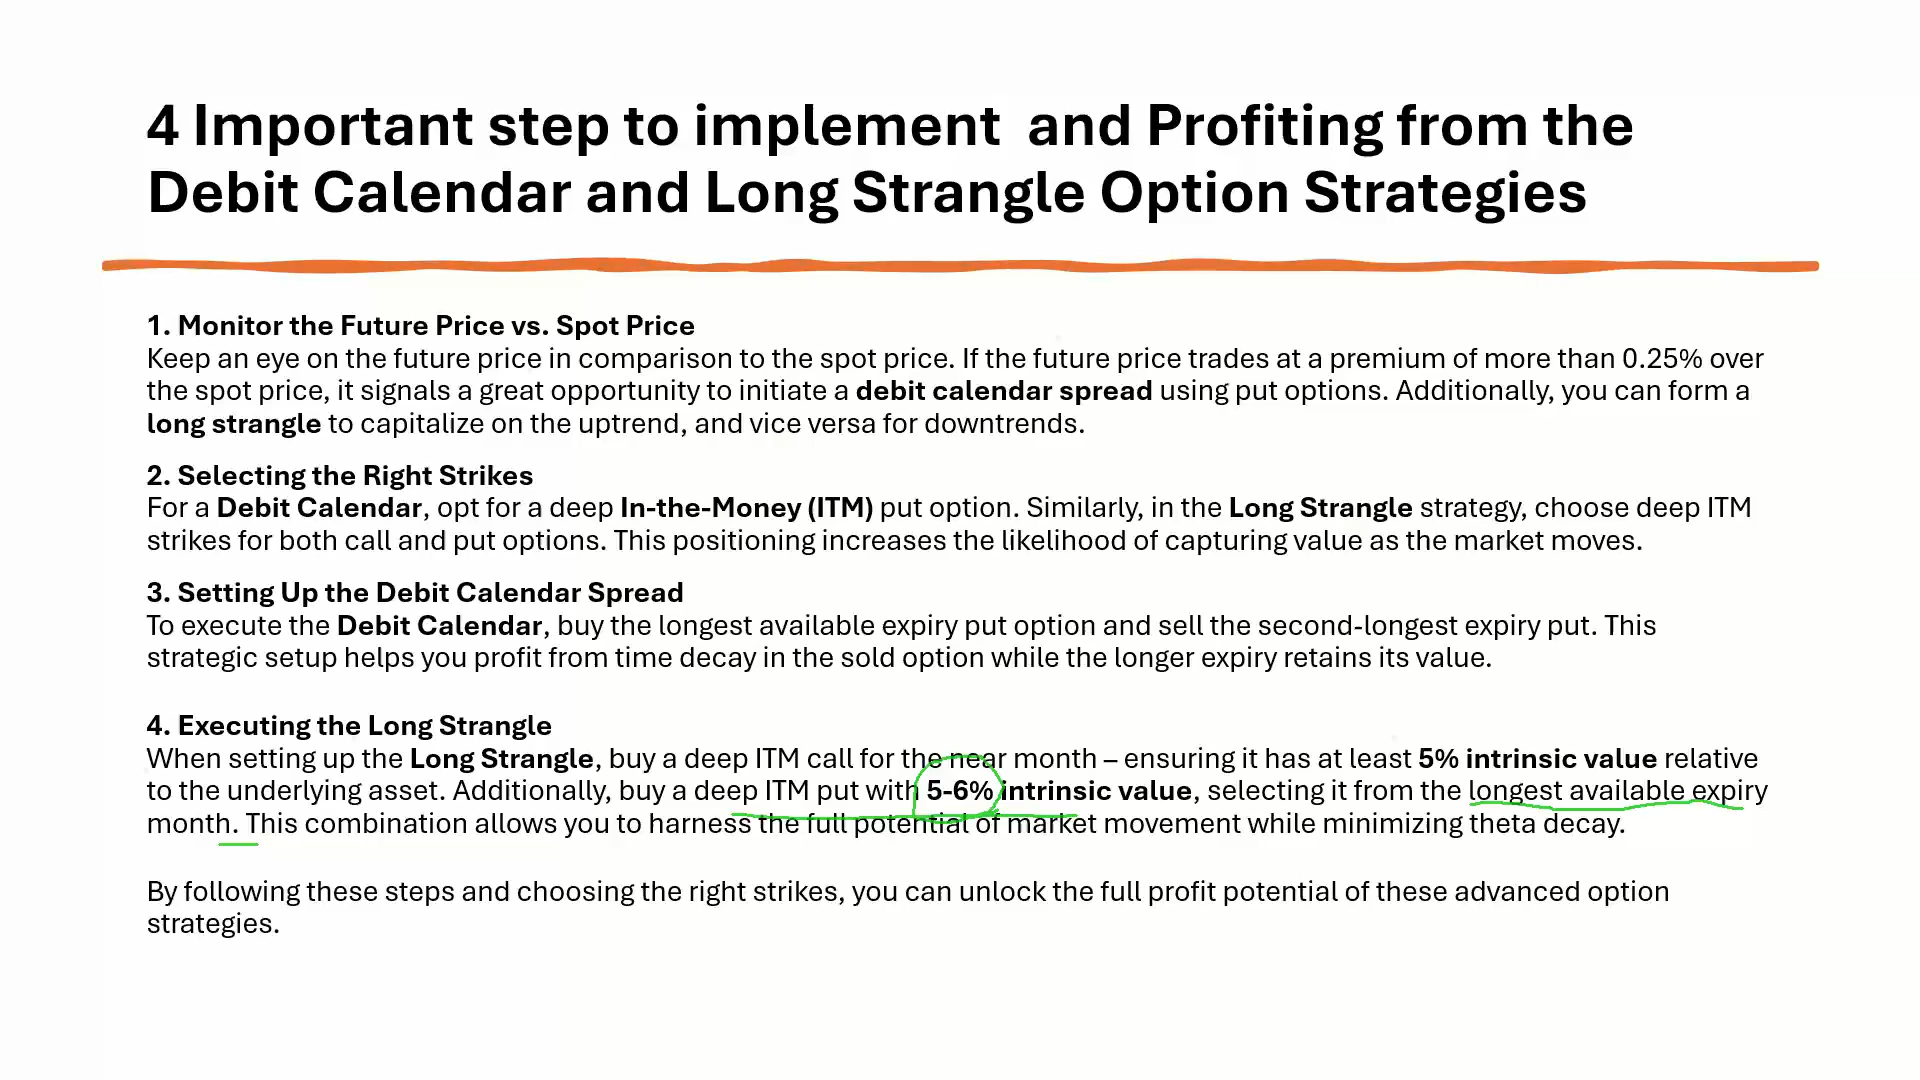 4 Important step to implement  and Profiting from the
Debit Calendar and Long Strangle Option Strategies
1. Monitor the Future Price vs. Spot Price
Keep an eye on the future price in comparison to the spot price. If the future price trades at a premium of more than 0.25% over
the spot price, it signals a great opportunity to initiate a debit calendar spread using put options. Additionally, you can form a
long strangle to capitalize on the uptrend, and vice versa for downtrends.
2. Selecting the Right Strikes
For a Debit Calendar, opt for a deep In-the-Money (ITM) put option. Similarly, in the Long Strangle strategy, choose deep ITM
strikes for both call and put options. This positioning increases the likelihood of capturing value as the market moves.
3. Setting Up the Debit Calendar Spread
To execute the Debit Calendar, buy the longest available expiry put option and sell the second-longest expiry put. This
strategic setup helps you profit from time decay in the sold option while the longer expiry retains its value.
4. Executing the Long Strangle
When setting up the Long Strangle, buy a deep ITM call for the near month – ensuring it has at least 5% intrinsic value relative
to the underlying asset. Additionally, buy a deep ITM put with 5-6% intrinsic value, selecting it from the longest available expiry
month. This combination allows you to harness the full potential of market movement while minimizing theta decay.
By following these steps and choosing the right strikes, you can unlock the full profit potential of these advanced option
strategies.